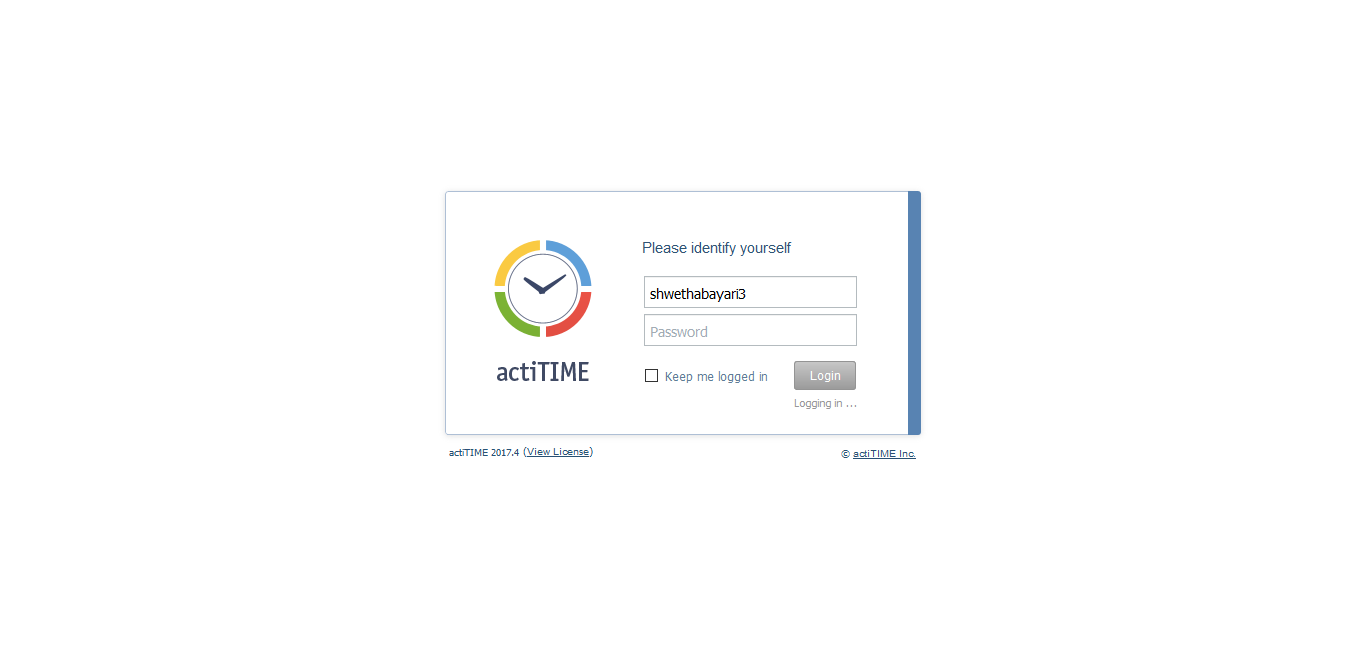 Please identify yourself
shwethabayari3
Password
actiTIME
Keep me logged in
Login
Logging in ...
actiTIME 2017.4 (View License)
© actiTIME Inc.